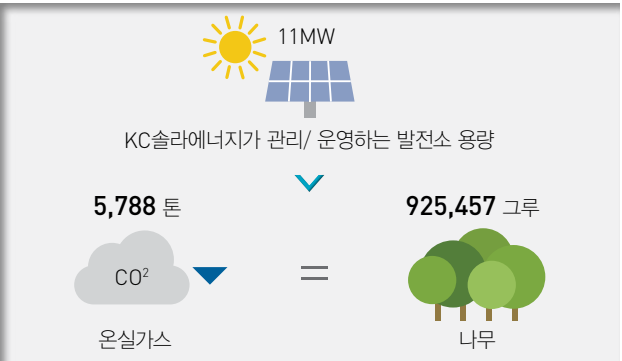 11MW
KC솔라에너지가 관리/ 운영하는 발전소 용량
5,788 톤
925,457 그루
CO²
=
온실가스
나무